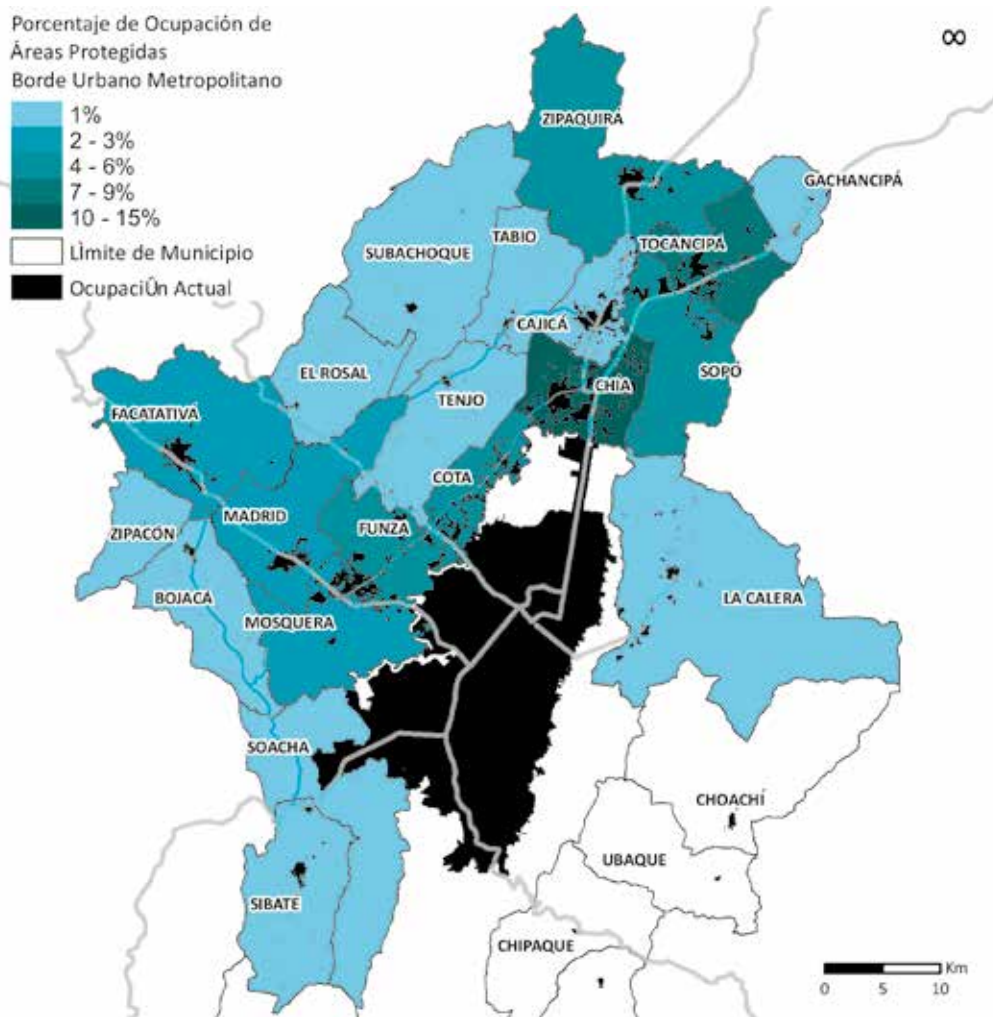 Porcentaje de Ocupación de
Áreas Protegidas
Borde Urbano Metropolitano
1%
2 - 3%
4 - 6%
7 - 9%
10 - 15%
LÌmite de Municipio
OcupaciÛn Actual
∞
ZIPAQUIRÁ
GACHANCIPÁ
TOCANCIPÁ
TABIO
SUBACHOQUE
CAJICÁ
SOPÓ
EL ROSAL
CHÍA
TENJO
FACATATIVÁ
COTA
MADRID
FUNZA
ZIPACÓN
BOJACÁ
LA CALERA
MOSQUERA
SOACHA
CHOACHÍ
UBAQUE
SIBATE
CHIPAQUE
Km
0 5 10